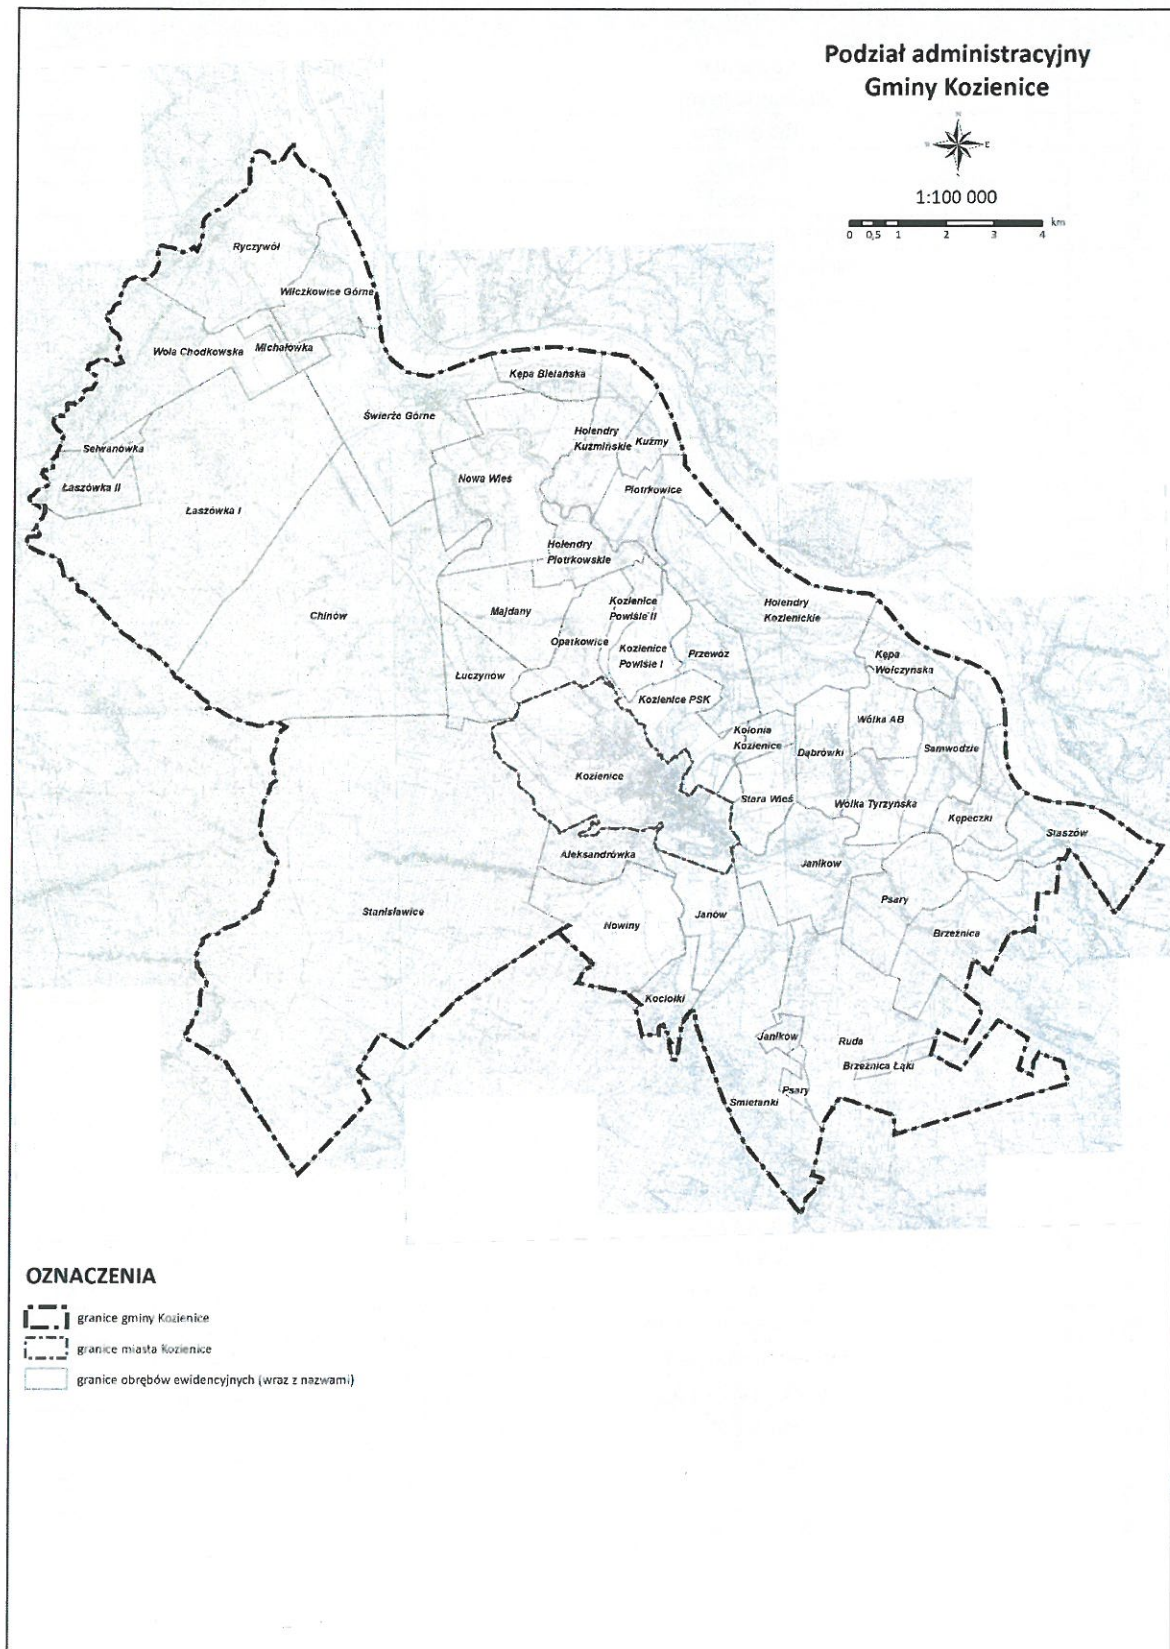 Podział administracyjny
Gminy Kozienice
N
E
1:100 000
km
0 0,5 1 2 3 4
Ryczywół
Wilczkowice Górne
Wola Chodkowska
Michałówka
Kępa Bielańska
Świerże Górne
Holendry
Kuźmińskie
Kuźmy
Selwanówka
Nowa Wieś
Łaszówka II
Piotrkowice
Łaszówka I
Holendry
Piotrkowskie
Chinów
Majdany
Kozienice
Powiśle II
Holendry
Kozienickie
Opatkowice
Kozienice
Powiśle I
Przewóz
Kępa
Wólczyńska
Łuczynów
Kozienice PSK
Kolonia
Kozienice
Wólka AB
Dąbrówki
Samwodzie
Kozienice
Stara Wieś
Wólka Tyrzyńska
Kępeczki
Staszów
Aleksandrówka
Janików
Stanisławice
Nowiny
Janów
Psary
Brzeźnica
Kociołki
Janików
Ruda
Brzeźnica Łąki
Psary
Śmietanki
OZNACZENIA
granice gminy Kozienice
granice miasta Kozienice
granice obrębów ewidencyjnych (wraz z nazwami)